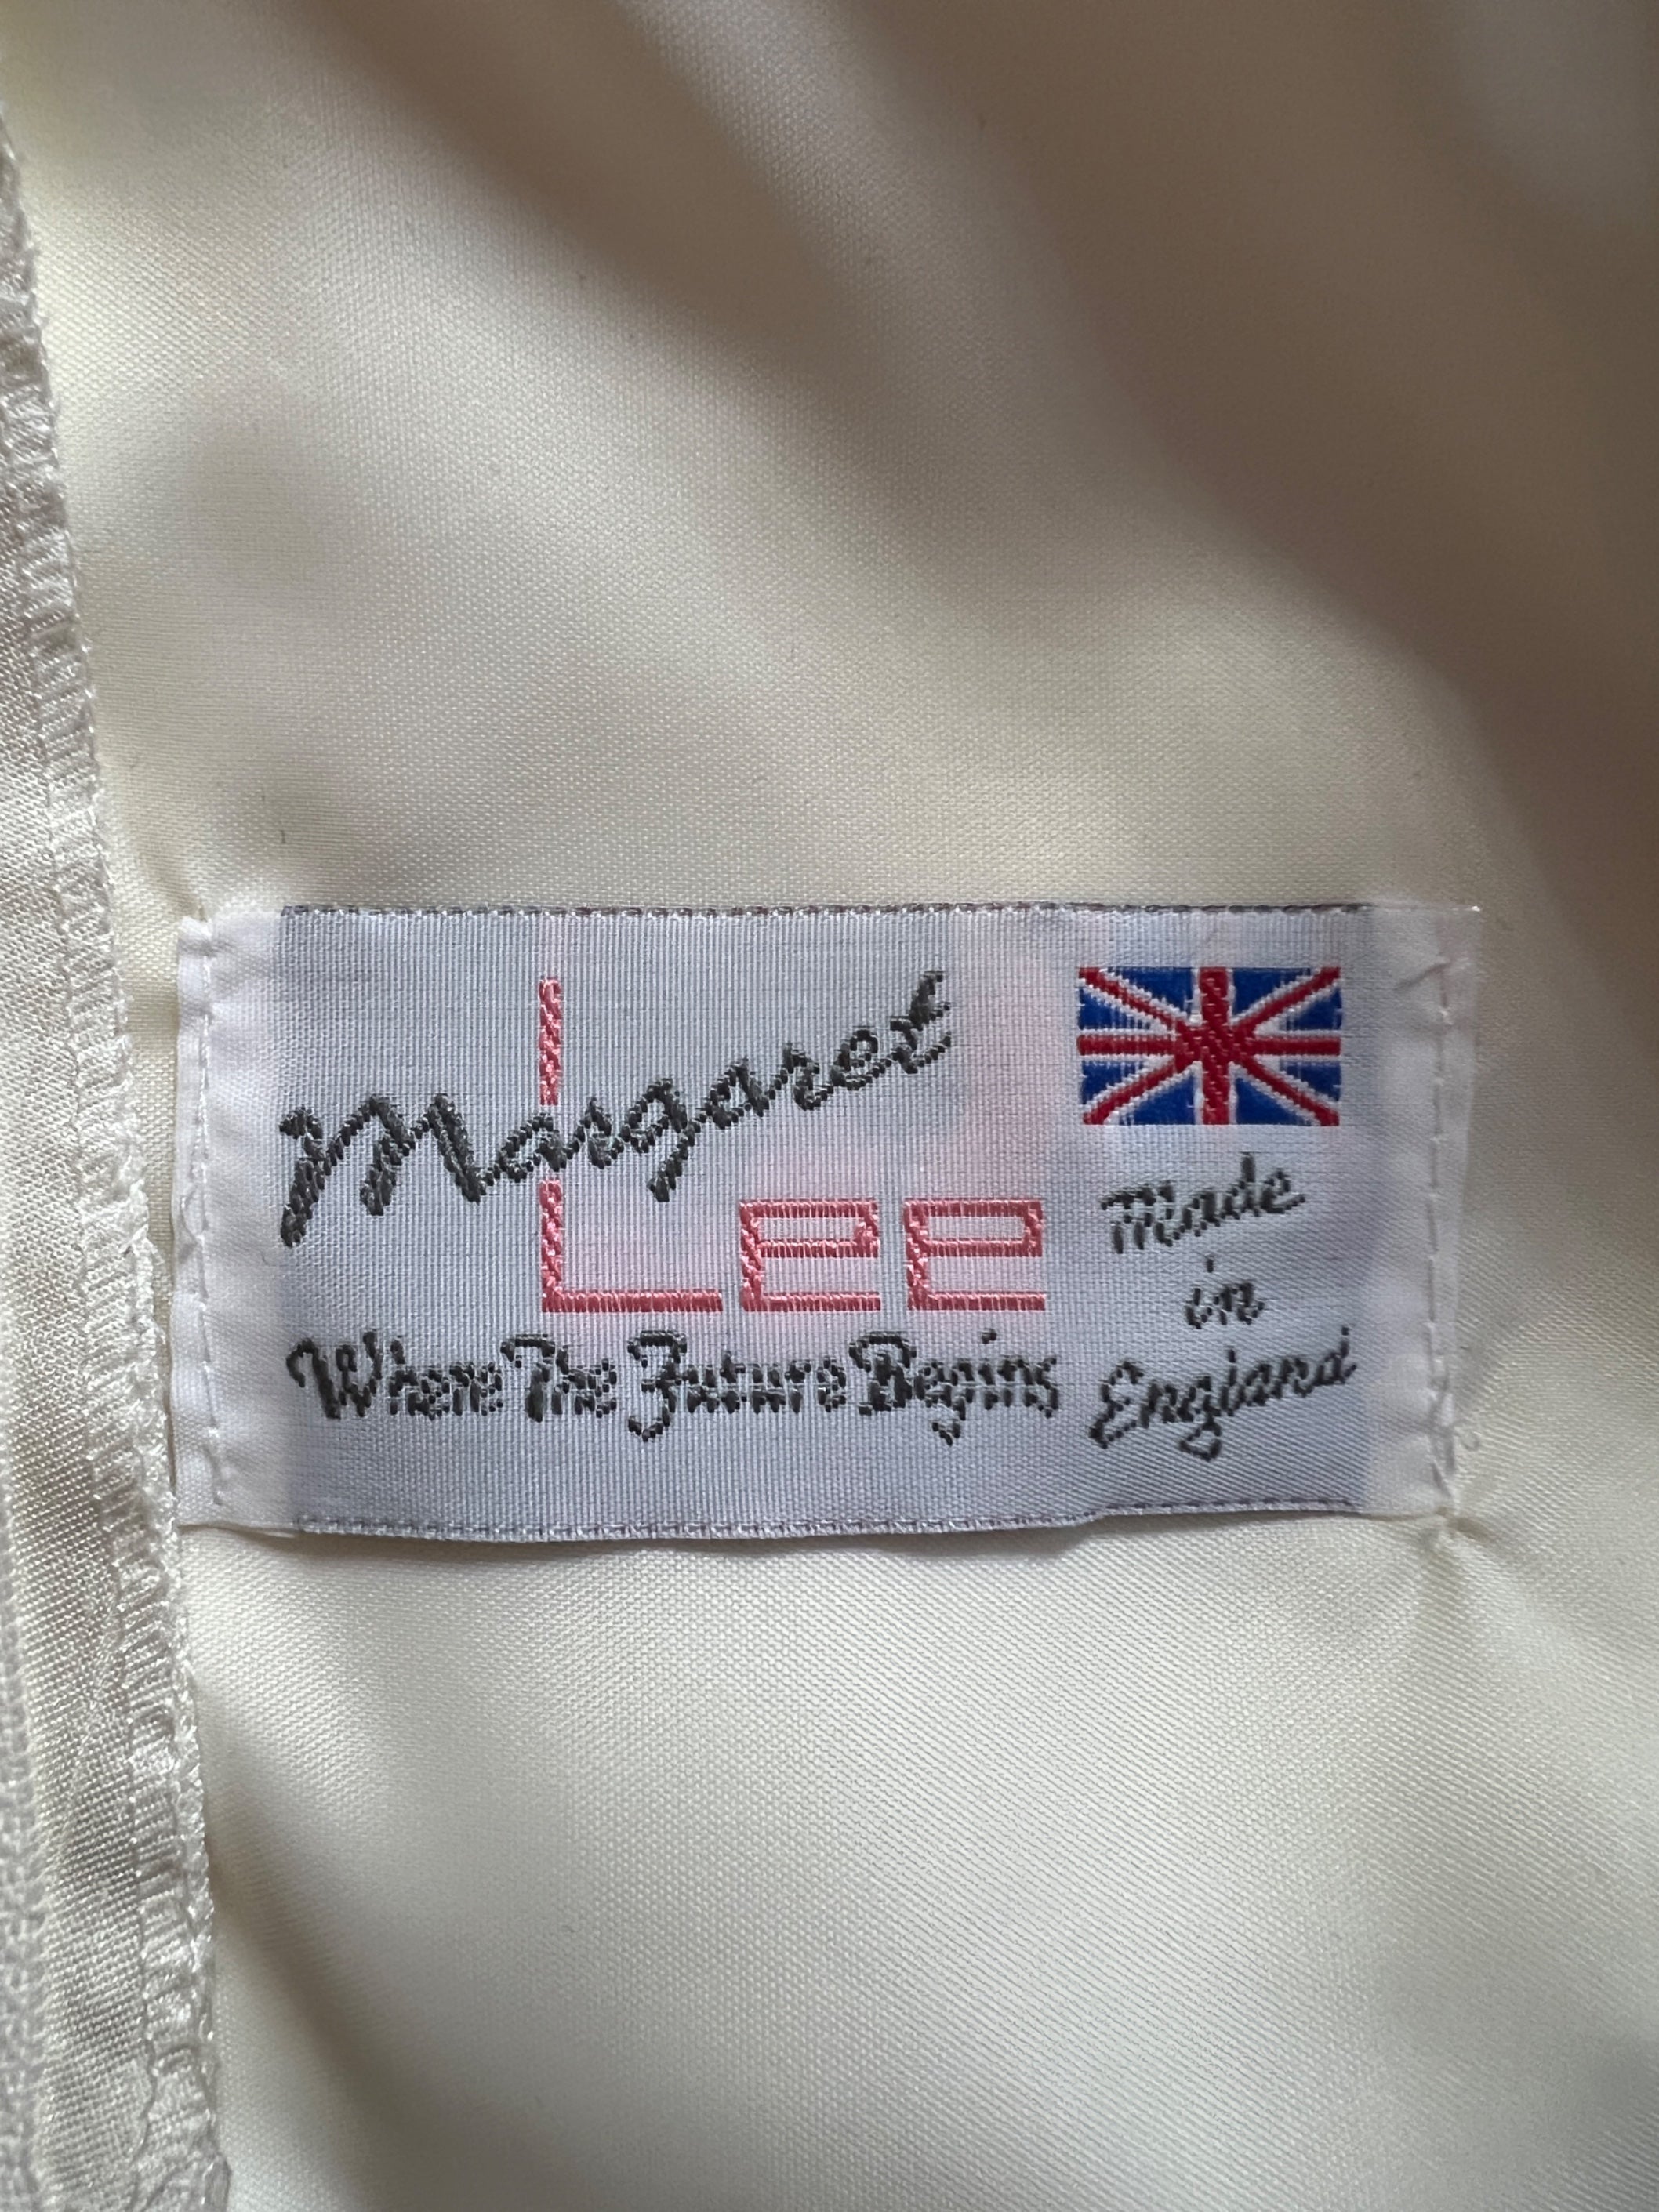 Margaret
Lee
Where The Future Begins
Made
in
England